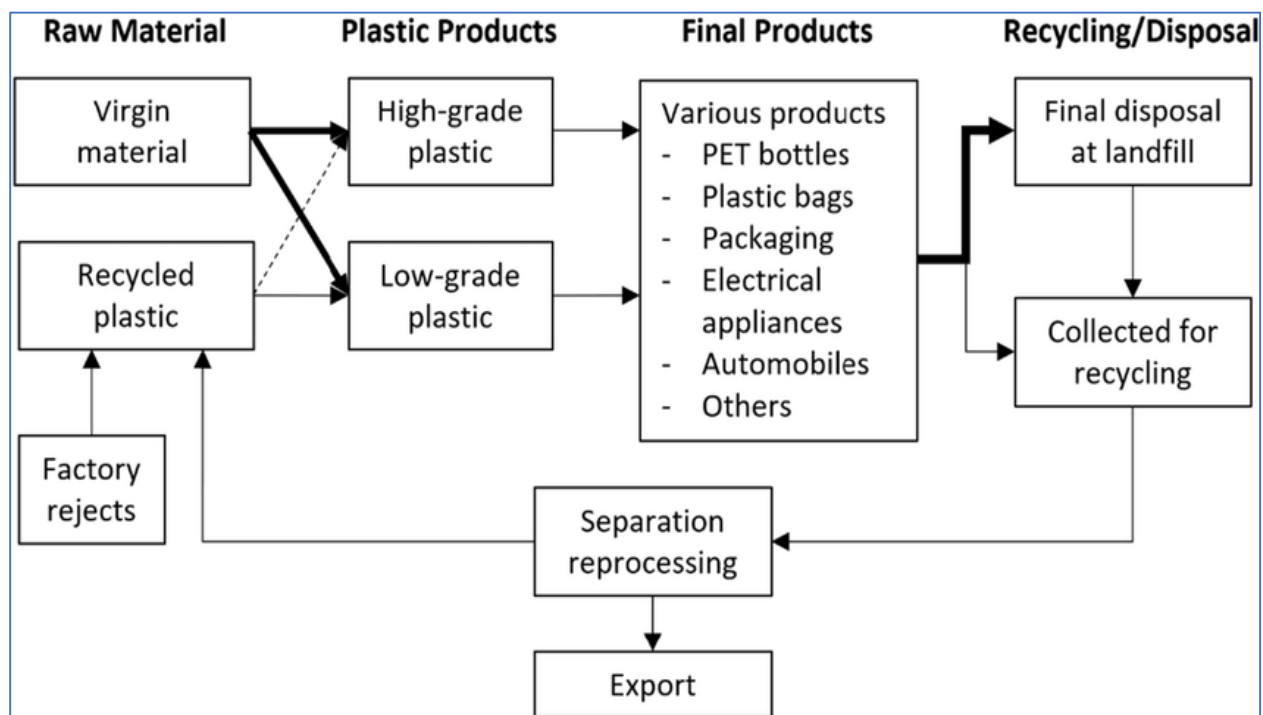 Raw Material
Plastic Products
Final Products
Recycling/Disposal
Virgin
material
High-grade
plastic
Various products
- PET bottles
- Plastic bags
- Packaging
- Electrical
appliances
- Automobiles
- Others
Final disposal
at landfill
Recycled
plastic
Low-grade
plastic
Collected for
recycling
Factory
rejects
Separation
reprocessing
Export